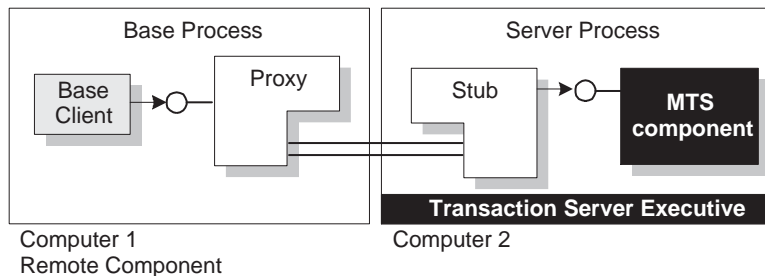 Base Process
Server Process
Base
Client
Proxy
Stub
MTS
component
Transaction Server Executive
Computer 1
Computer 2
Remote Component